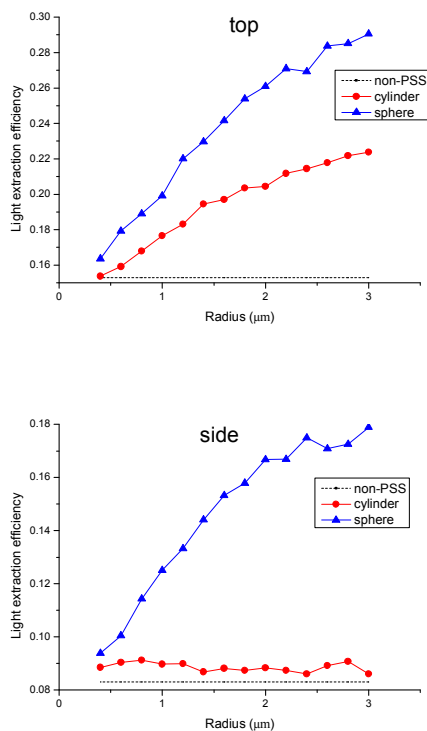 top
0.30
0.28
0.26
0.24
0.22
0.20
0.18
0.16
Light extraction efficiency
non-PSS
cylinder
sphere
0
1
2
3
Radius (μm)
side
0.18
0.16
0.14
0.12
0.10
0.08
Light extraction efficiency
non-PSS
cylinder
sphere
0
1
2
3
Radius (μm)